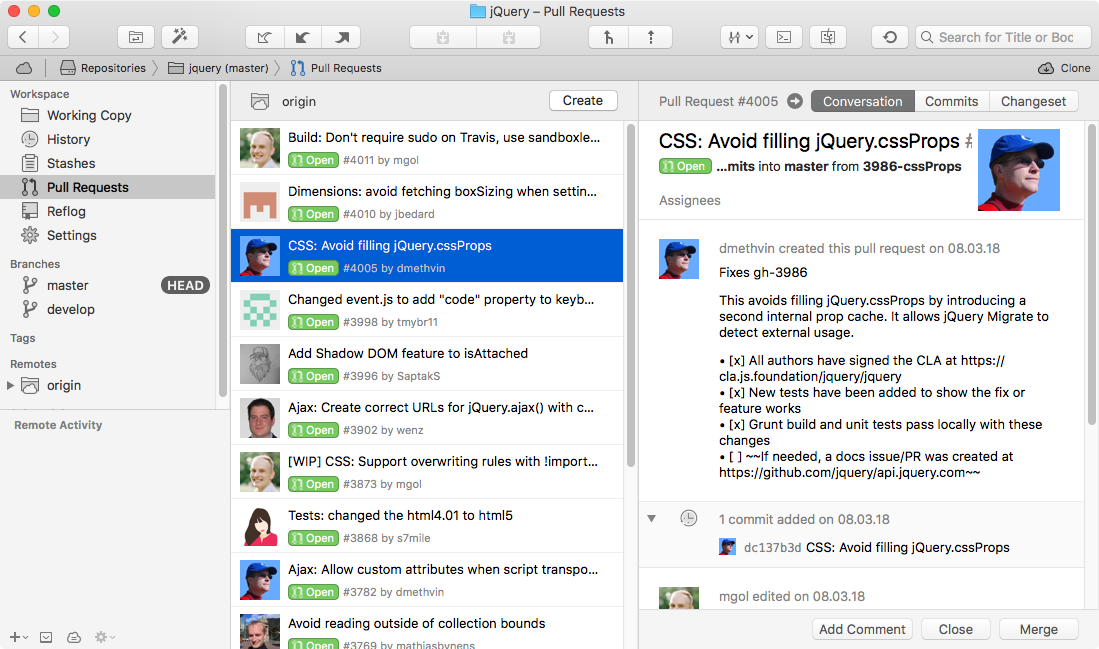 jQuery – Pull Requests
Search for Title or Boc
Repositories
jquery (master)
Pull Requests
Clone
Workspace
Working Copy
History
Stashes
Pull Requests
Reflog
Settings
Branches
master
HEAD
develop
Tags
Remotes
origin
Remote Activity
origin
Create
Build: Don't require sudo on Travis, use sandboxle...
Open #4011 by mgol
Dimensions: avoid fetching boxSizing when settin...
Open #4010 by jbedard
CSS: Avoid filling jQuery.cssProps
Open #4005 by dmethvin
Changed event.js to add "code" property to keyb...
Open #3998 by tmybr11
Add Shadow DOM feature to isAttached
Open #3996 by SaptakS
Ajax: Create correct URLs for jQuery.ajax() with c...
Open #3902 by wenz
[WIP] CSS: Support overwriting rules with !import...
Open #3873 by mgol
Tests: changed the html4.01 to html5
Open #3868 by s7mile
Ajax: Allow custom attributes when script transpo...
Open #3782 by dmethvin
Avoid reading outside of collection bounds
Open #3769 by mathiasbynens
Pull Request #4005
Conversation
Commits
Changeset
CSS: Avoid filling jQuery.cssProps #
Open ...mits into master from 3986-cssProps
Assignees
dmethvin created this pull request on 08.03.18
Fixes gh-3986
This avoids filling jQuery.cssProps by introducing a
second internal prop cache. It allows jQuery Migrate to
detect external usage.
• [x] All authors have signed the CLA at https://
cla.js.foundation/jquery/jquery
• [x] New tests have been added to show the fix or
feature works
• [x] Grunt build and unit tests pass locally with these
changes
• [ ] ~~If needed, a docs issue/PR was created at
https://github.com/jquery/api.jquery.com~~
1 commit added on 08.03.18
dc137b3d CSS: Avoid filling jQuery.cssProps
mgol edited on 08.03.18
Add Comment
Close
Merge